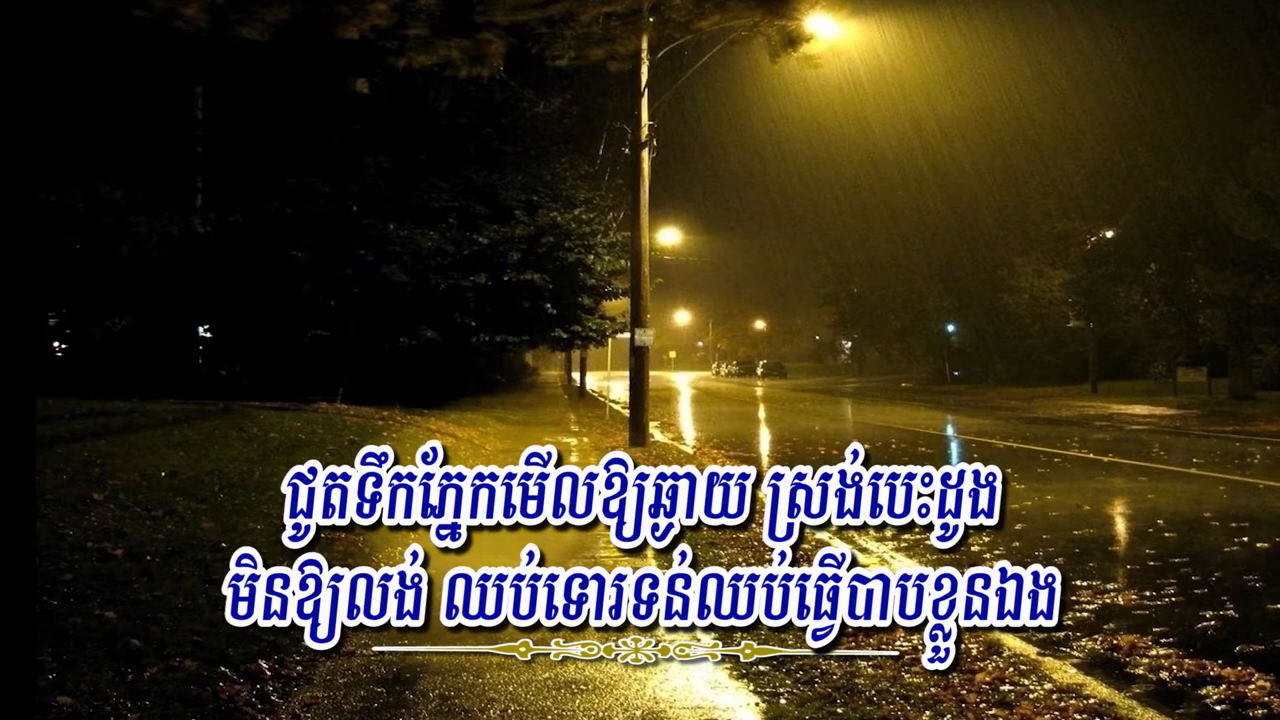 ជូតទឹកភ្នែកមើលឱ្យឆ្ងាយ ស្រង់បេះដូង
មិនឱ្យលង់ ឈប់ទោរទន់ឈប់ធ្វើបាបខ្លួនឯង